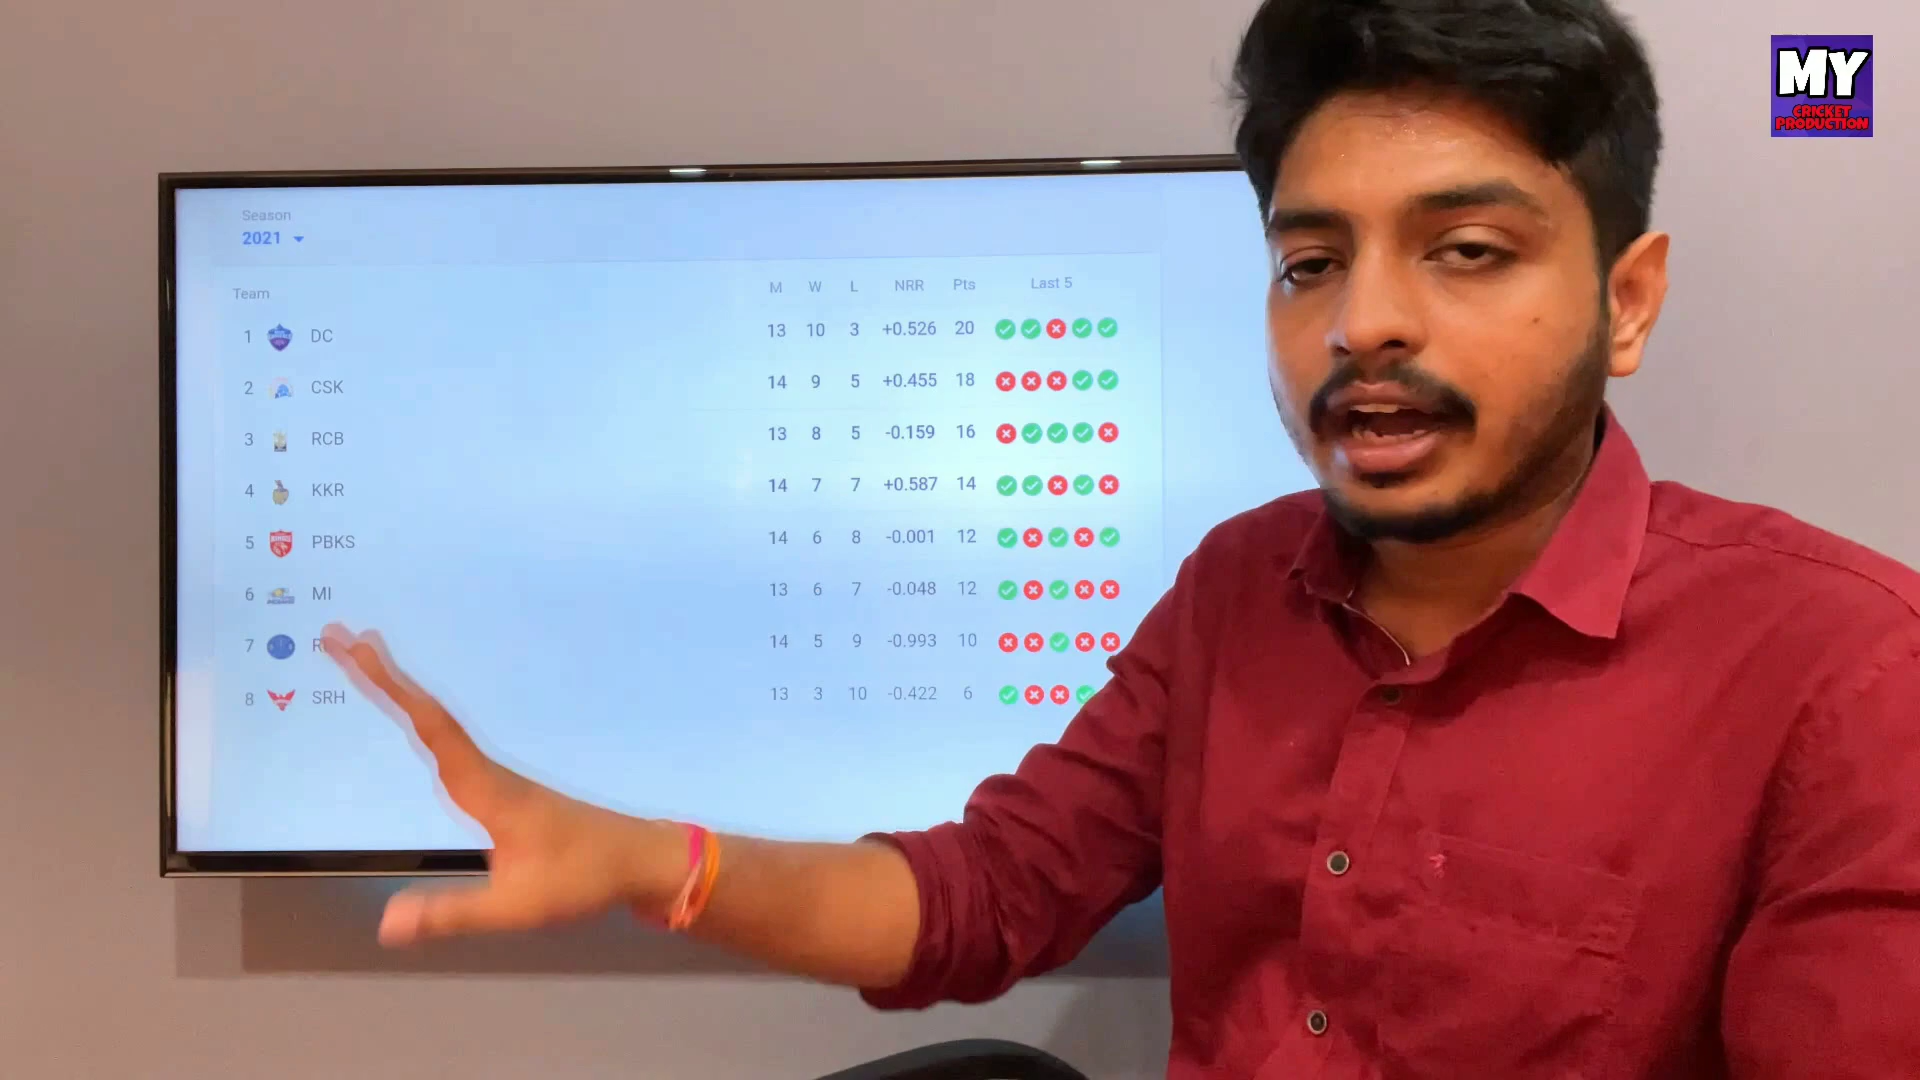 MY
CRICKET
PRODUCTION
Season
2021
Team M W L NRR Pts Last 5
1 DC 13 10 3 +0.526 20
2 CSK 14 9 5 +0.455 18
3 RCB 13 8 5 -0.159 16
4 KKR 14 7 7 +0.587 14
5 PBKS 14 6 8 -0.001 12
6 MI 13 6 7 -0.048 12
7 14 5 9 -0.993 10
8 SRH 13 3 10 -0.422 6